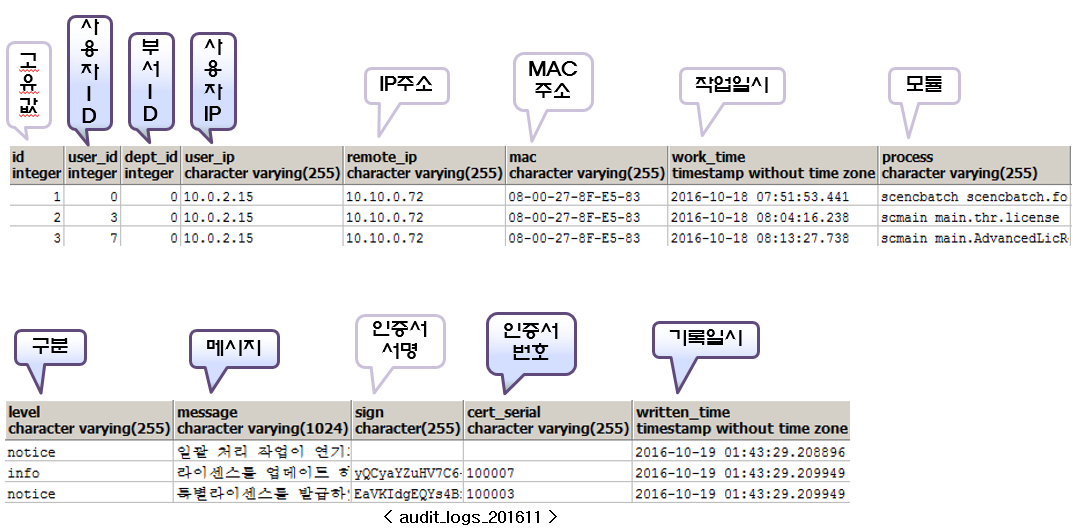 고유값
사용자ID
부서ID
사용자IP
IP주소
MAC
주소
작업일시
모듈
id user_id dept_id user_ip remote_ip mac work_time process
integer integer integer character varying(255) character varying(255) character varying(255) timestamp without time zone character varying(255)
1 0 0 10.0.2.15 10.10.0.72 08-00-27-8F-E5-83 2016-10-18 07:51:53.441 scencbatch scencbatch.fo
2 3 0 10.0.2.15 10.10.0.72 08-00-27-8F-E5-83 2016-10-18 08:04:16.238 scmain main.thr.license
3 7 0 10.0.2.15 10.10.0.72 08-00-27-8F-E5-83 2016-10-18 08:13:27.738 scmain main.AdvancedLicR
구분
메시지
인증서
서명
인증서
번호
기록일시
level message sign cert_serial written_time
character varying(255) character varying(1024) character(255) character varying(255) timestamp without time zone
notice 일괄 처리 작업이 연기 2016-10-19 01:43:29.208896
info 라이센스를 업데이트 하 yQCyaYZuHV7C6 100007 2016-10-19 01:43:29.209949
notice 특별라이센스를 발급하 EaVKIdgEQYs4B 100003 2016-10-19 01:43:29.209949
< audit_logs_201611 >